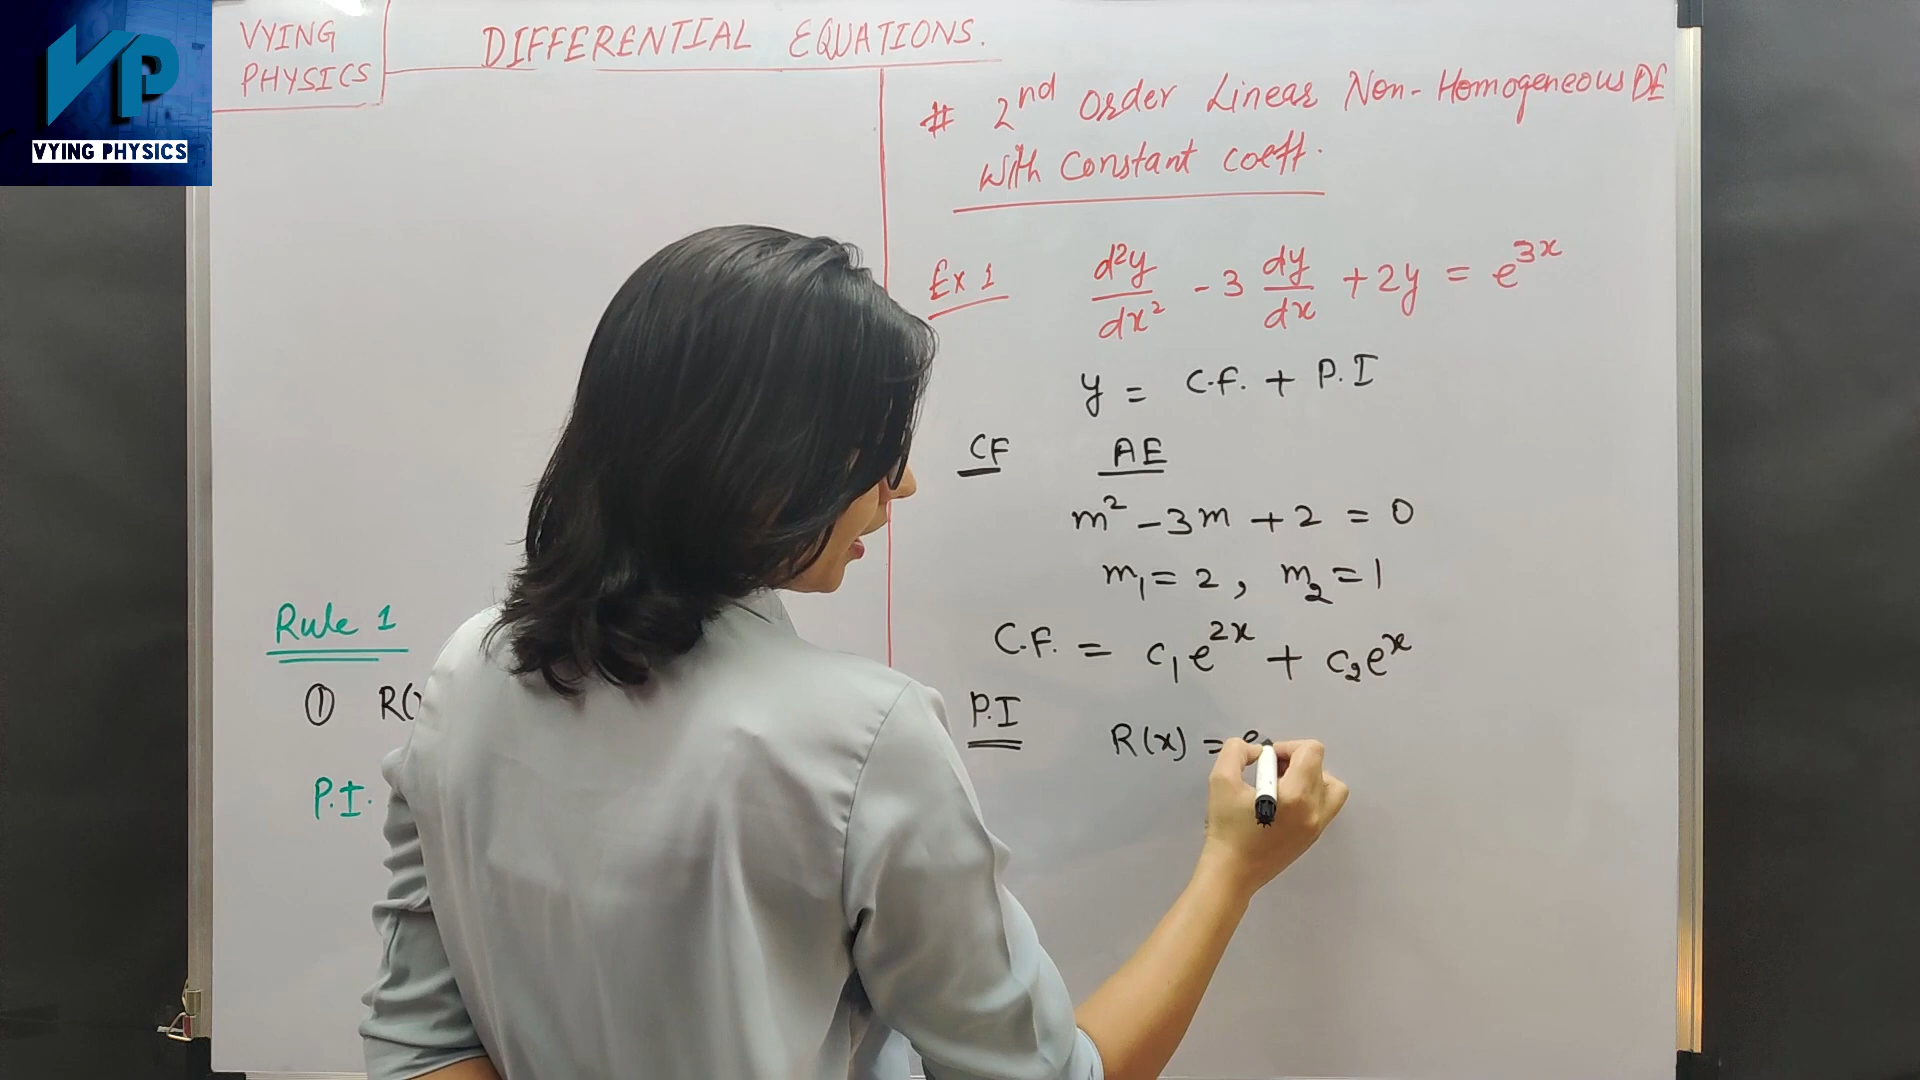 VP
VYING PHYSICS
VYING
PHYSICS
DIFFERENTIAL EQUATIONS.
# 2nd Order Linear Non-Homogeneous DE
with Constant coeff.
Ex 1 d²y/dx² - 3 dy/dx + 2y = e^3x
y = C.F. + P.I
CF AE
m² - 3m + 2 = 0
m₁ = 2, m₂ = 1
C.F. = c₁e^2x + c₂e^x
P.I R(x) = e
Rule 1
① R(
P.I.